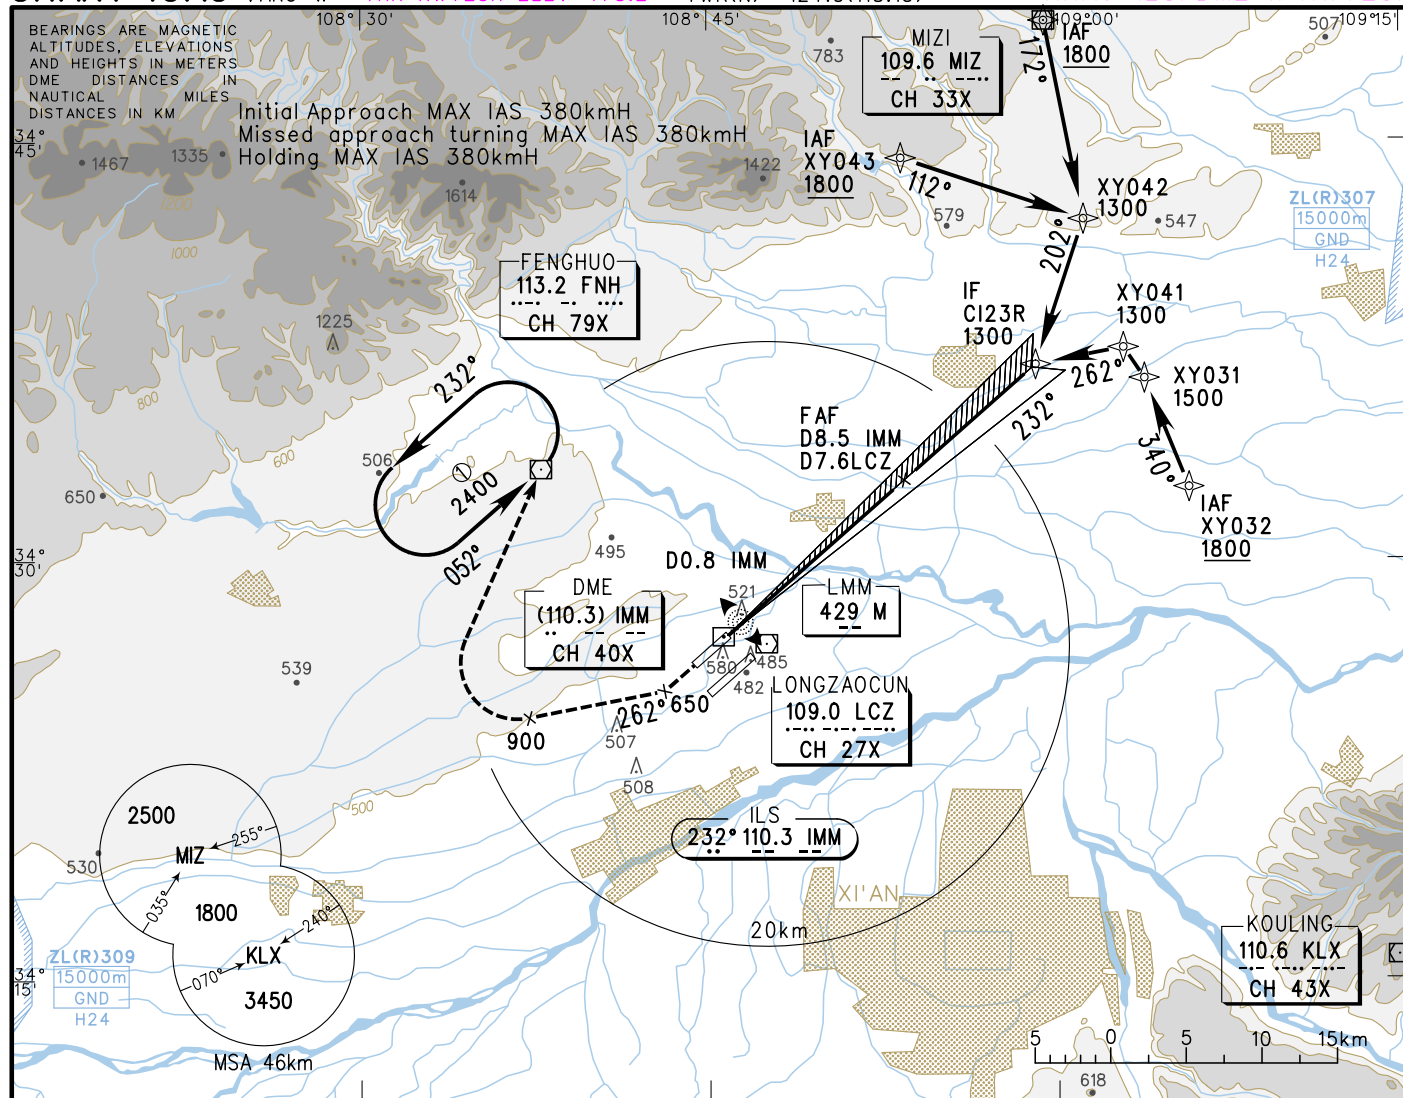 108°30'
108°45'
109°00'
109°15'
BEARINGS ARE MAGNETIC
ALTITUDES, ELEVATIONS
AND HEIGHTS IN METERS
DME DISTANCES IN
NAUTICAL MILES
DISTANCES IN KM
Initial Approach MAX IAS 380kmH
Missed approach turning MAX IAS 380kmH
Holding MAX IAS 380kmH
34°
45'
1467
1335
1614
1422
783
507
MIZI
109.6 MIZ
CH 33X
IAF
1800
172°
IAF
XY043
1800
112°
579
XY042
1300
547
202°
ZL(R)307
15000m
GND
H24
1000
FENGHUO
113.2 FNH
CH 79X
1225
IF
CI23R
1300
XY041
1300
262°
XY031
1500
232°
340°
IAF
XY032
1800
800
600
232°
506
650
1
2400
052°
FAF
D8.5 IMM
D7.6LCZ
495
D0.8 IMM
34°
30'
DME
(110.3) IMM
CH 40X
521
LMM
429 M
580
485
482
539
LONGZAOCUN
109.0 LCZ
CH 27X
262°
650
900
507
508
500
ILS
232° 110.3 IMM
2500
MIZ
255°
035°
530
1800
240°
KLX
070°
3450
MSA 46km
XI'AN
20km
ZL(R)309
15000m
GND
H24
34°
15'
KOULING
110.6 KLX
CH 43X
5 0 5 10 15km
618